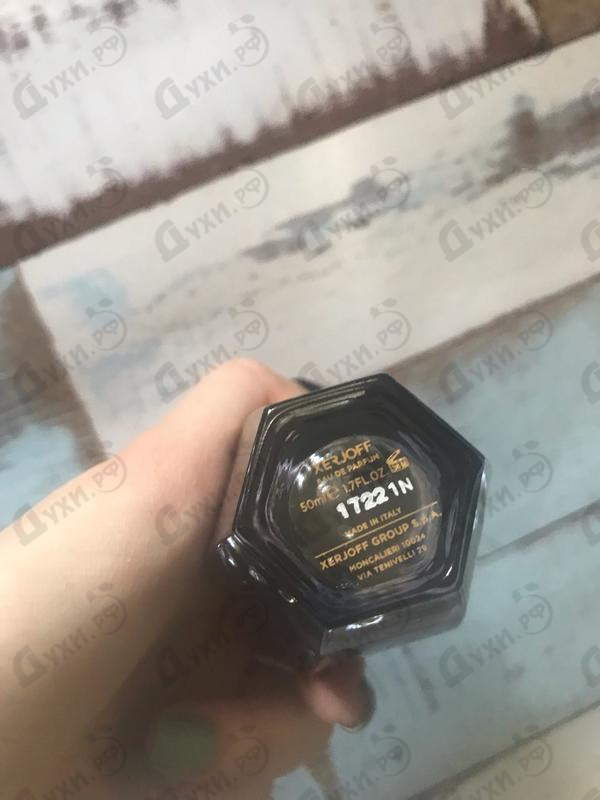 XERJOFF
EAU DE PARFUM
50ml ℮ 1.7FL.OZ
1T221N
MADE IN ITALY
XERJOFF GROUP S.p.A.
MONCALIERI 10024
VIA TENIVELLI 29
Духи.рф